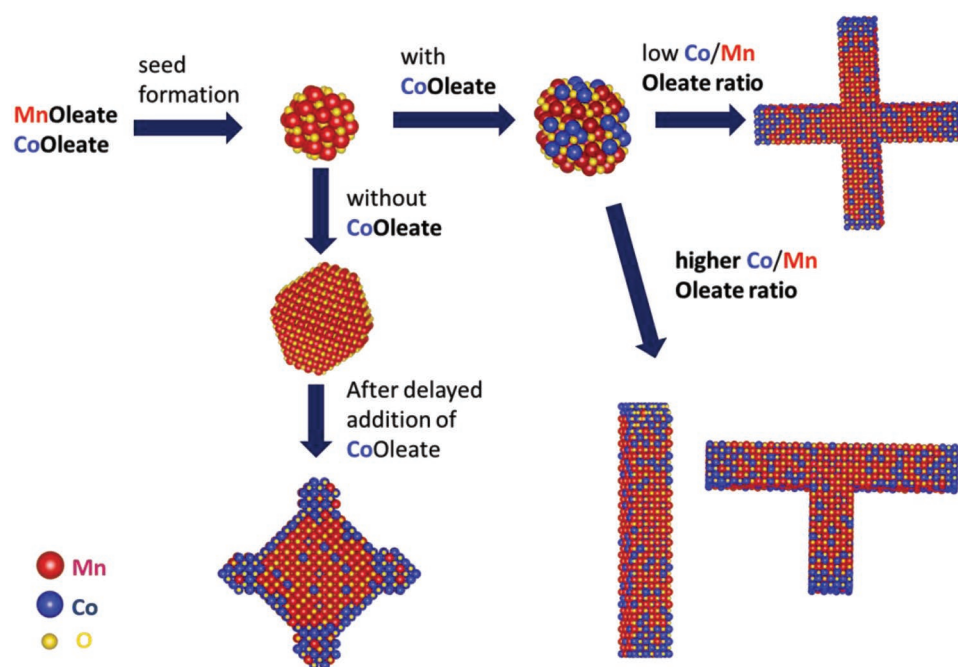 seed
formation
MnOleate
CoOleate
with
CoOleate
low Co/Mn
Oleate ratio
without
CoOleate
higher Co/Mn
Oleate ratio
After delayed
addition of
CoOleate
Mn
Co
O